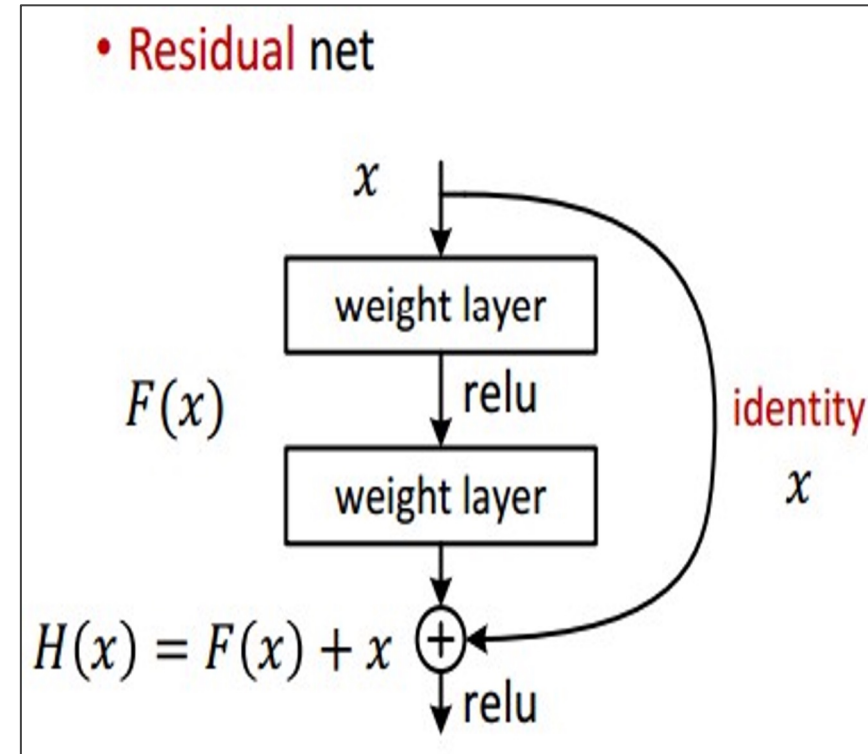 • Residual net
x
weight layer
relu
F(x)
identity
x
weight layer
H(x) = F(x) + x
+
relu